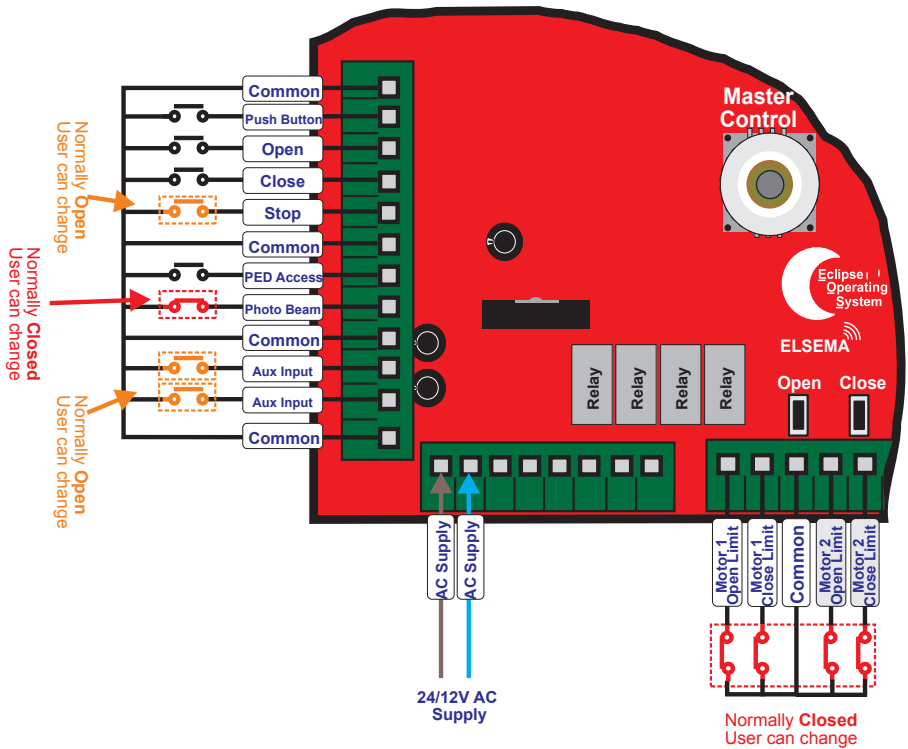 Common
Push Button
Open
Close
Stop
Common
PED Access
Photo Beam
Common
Aux Input
Aux Input
Common
Normally Open
User can change
Normally Closed
User can change
Normally Open
User can change
Master
Control
Eclipse
Operating
System
ELSEMA
Relay
Relay
Relay
Relay
Open
Close
AC Supply
AC Supply
24/12V AC
Supply
Motor 1
Open Limit
Motor 1
Close Limit
Common
Motor 2
Open Limit
Motor 2
Close Limit
Normally Closed
User can change